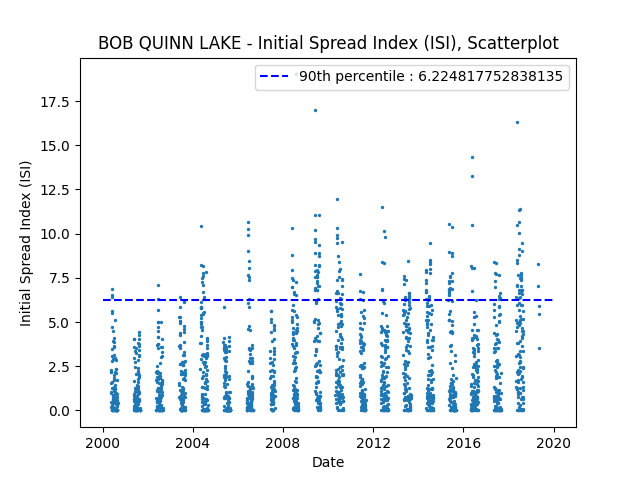 BOB QUINN LAKE - Initial Spread Index (ISI), Scatterplot
90th percentile : 6.224817752838135
17.5
15.0
12.5
10.0
7.5
5.0
2.5
0.0
Initial Spread Index (ISI)
2000 2004 2008 2012 2016 2020
Date